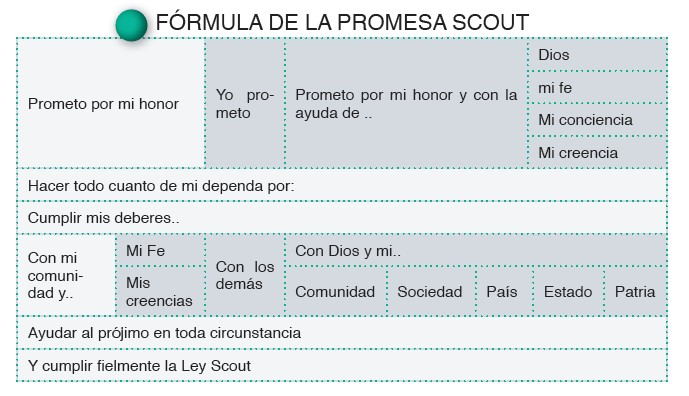 FÓRMULA DE LA PROMESA SCOUT
Prometo por mi honor
Yo pro-
meto
Prometo por mi honor y con la
ayuda de ..
Dios
mi fe
Mi conciencia
Mi creencia
Hacer todo cuanto de mi dependa por:
Cumplir mis deberes..
Con mi
comuni-
dad y..
Mi Fe
Mis
creencias
Con los
demás
Con Dios y mi..
Comunidad
Sociedad
País
Estado
Patria
Ayudar al prójimo en toda circunstancia
Y cumplir fielmente la Ley Scout